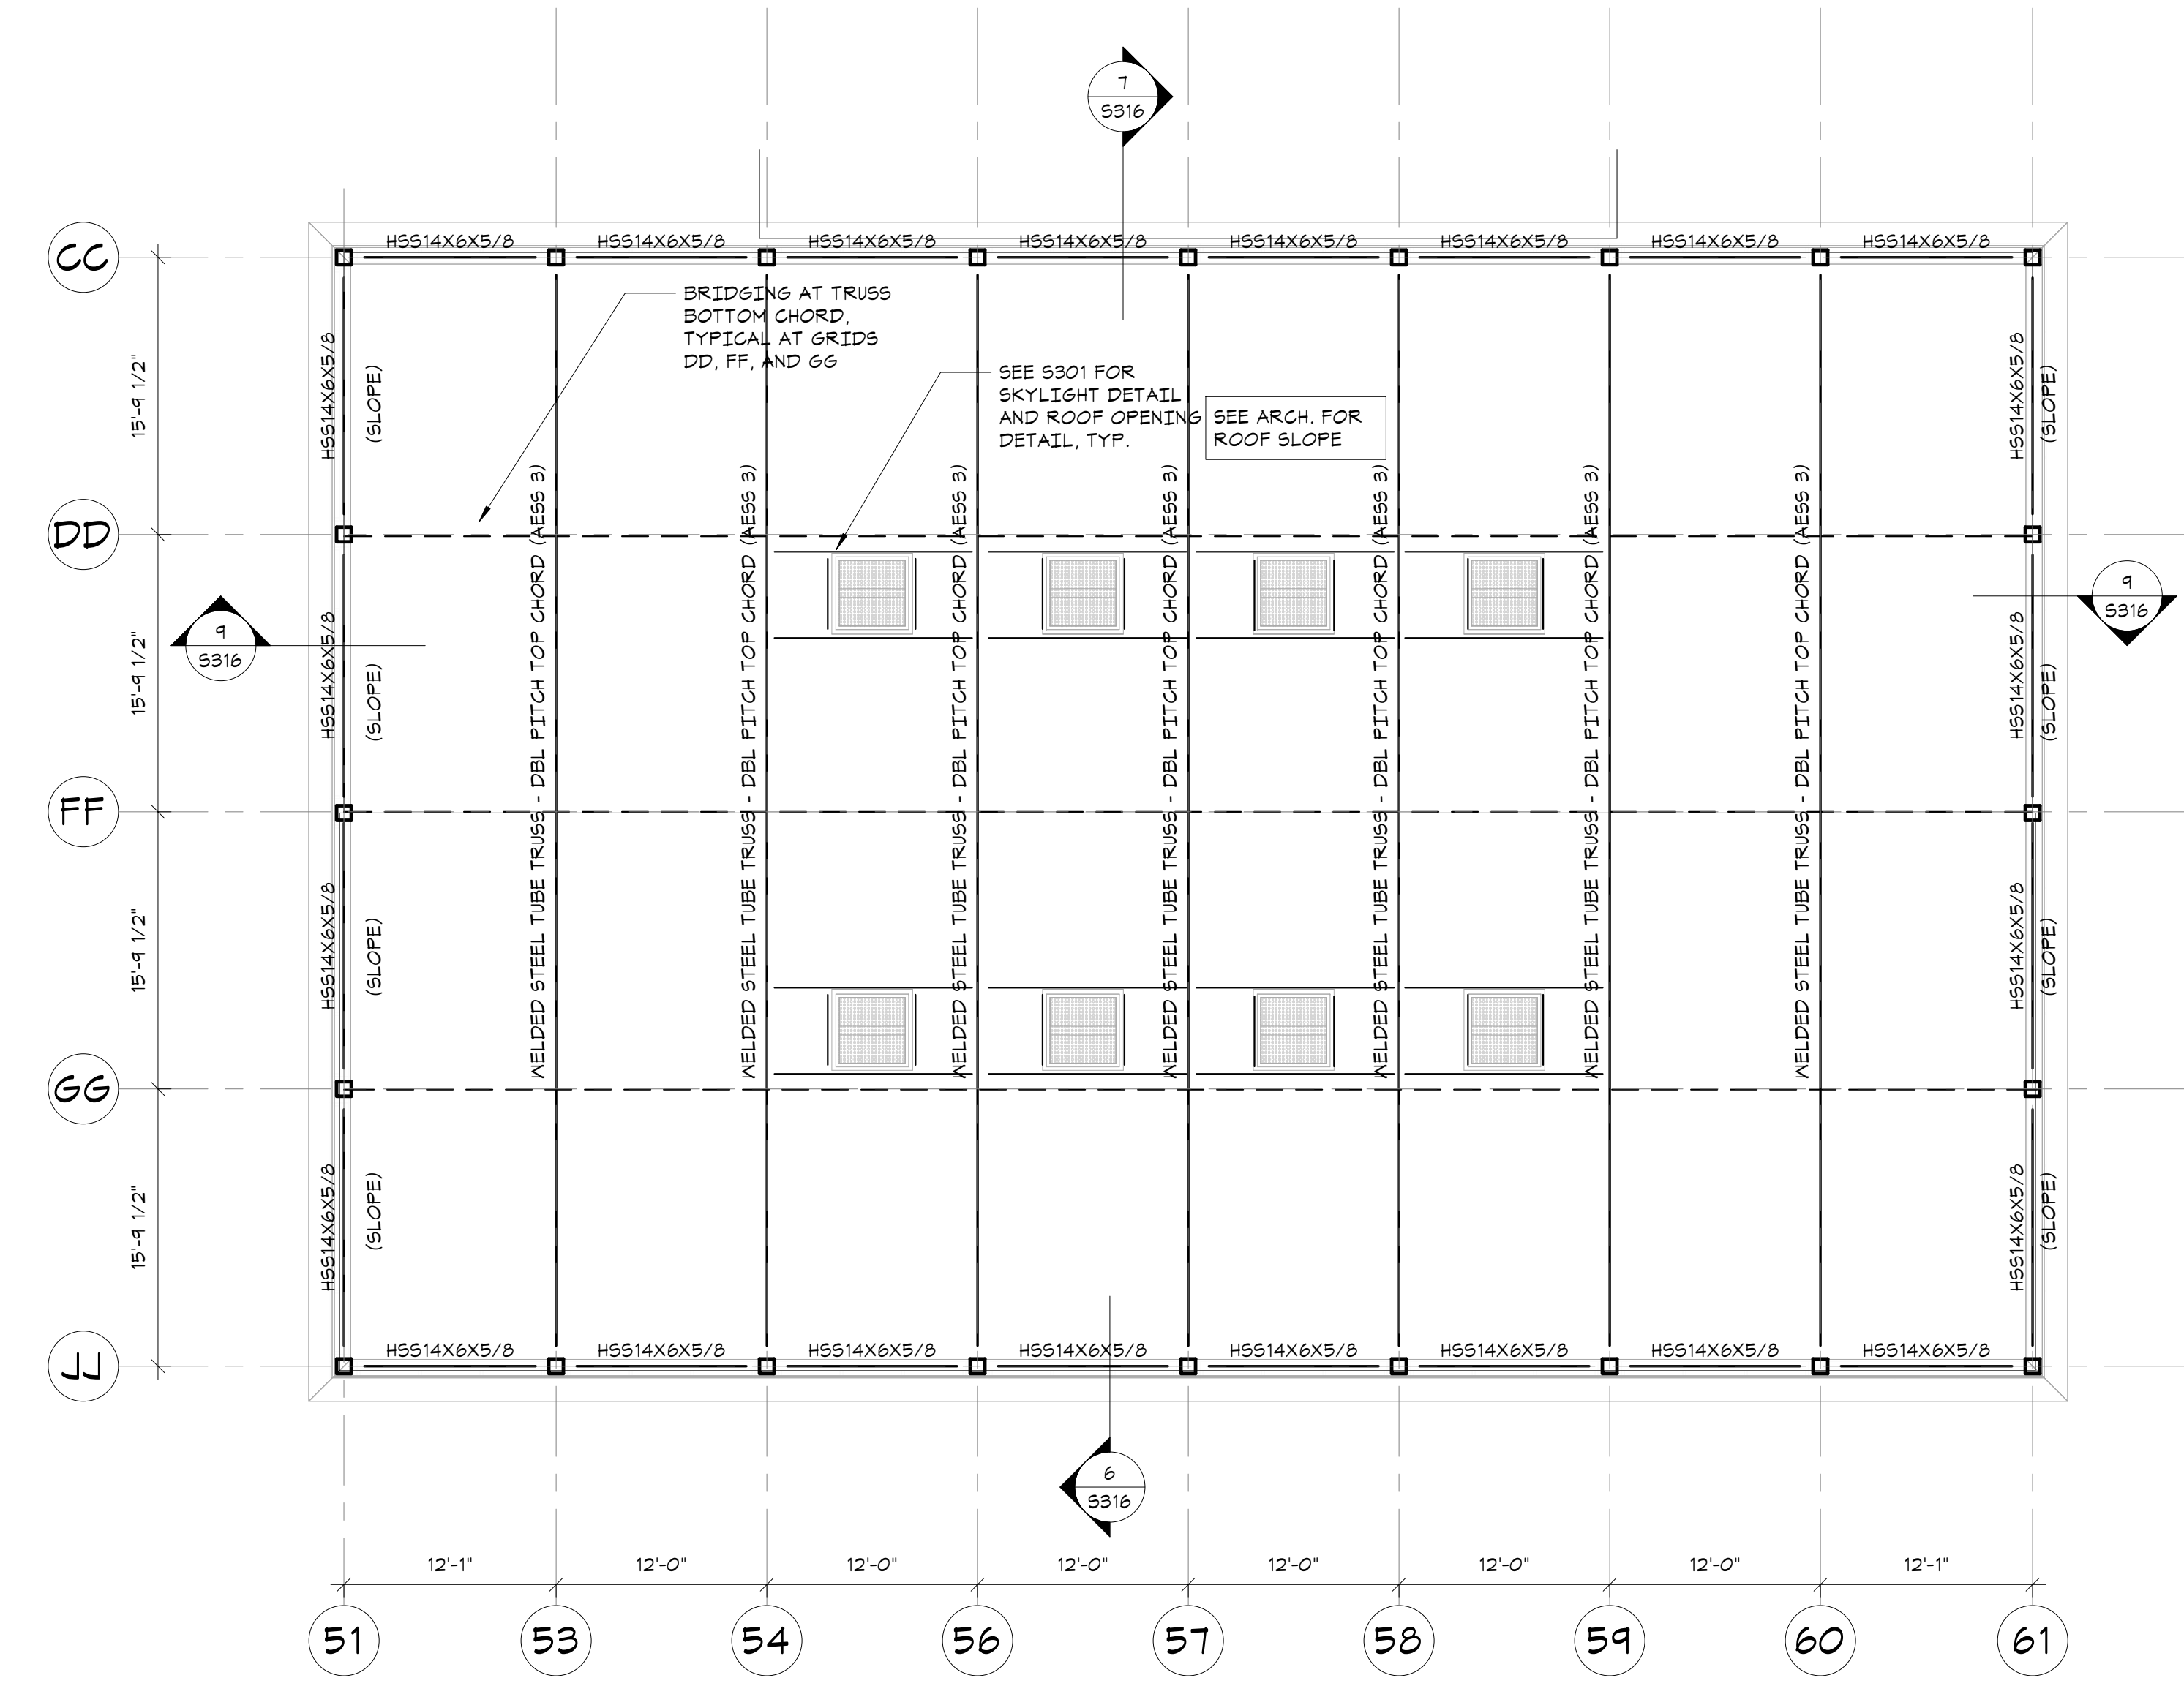 7
S316
HSS14X6X5/8 HSS14X6X5/8 HSS14X6X5/8 HSS14X6X5/8 HSS14X6X5/8 HSS14X6X5/8 HSS14X6X5/8 HSS14X6X5/8
CC
BRIDGING AT TRUSS
BOTTOM CHORD,
TYPICAL AT GRIDS
DD, FF, AND GG
SEE S301 FOR
SKYLIGHT DETAIL
AND ROOF OPENING
DETAIL, TYP.
SEE ARCH. FOR
ROOF SLOPE
15'-9 1/2"
HSS14X6X5/8
(SLOPE)
HSS14X6X5/8
(SLOPE)
DD
WELDED STEEL TUBE TRUSS - DBL PITCH TOP CHORD (AESS 3)
WELDED STEEL TUBE TRUSS - DBL PITCH TOP CHORD (AESS 3)
WELDED STEEL TUBE TRUSS - DBL PITCH TOP CHORD (AESS 3)
WELDED STEEL TUBE TRUSS - DBL PITCH TOP CHORD (AESS 3)
WELDED STEEL TUBE TRUSS - DBL PITCH TOP CHORD (AESS 3)
WELDED STEEL TUBE TRUSS - DBL PITCH TOP CHORD (AESS 3)
WELDED STEEL TUBE TRUSS - DBL PITCH TOP CHORD (AESS 3)
9
S316
9
S316
15'-9 1/2"
HSS14X6X5/8
(SLOPE)
HSS14X6X5/8
(SLOPE)
FF
15'-9 1/2"
HSS14X6X5/8
(SLOPE)
HSS14X6X5/8
(SLOPE)
GG
15'-9 1/2"
HSS14X6X5/8
(SLOPE)
HSS14X6X5/8
(SLOPE)
HSS14X6X5/8 HSS14X6X5/8 HSS14X6X5/8 HSS14X6X5/8 HSS14X6X5/8 HSS14X6X5/8 HSS14X6X5/8 HSS14X6X5/8
JJ
6
S316
12'-1" 12'-0" 12'-0" 12'-0" 12'-0" 12'-0" 12'-0" 12'-1"
51 53 54 56 57 58 59 60 61